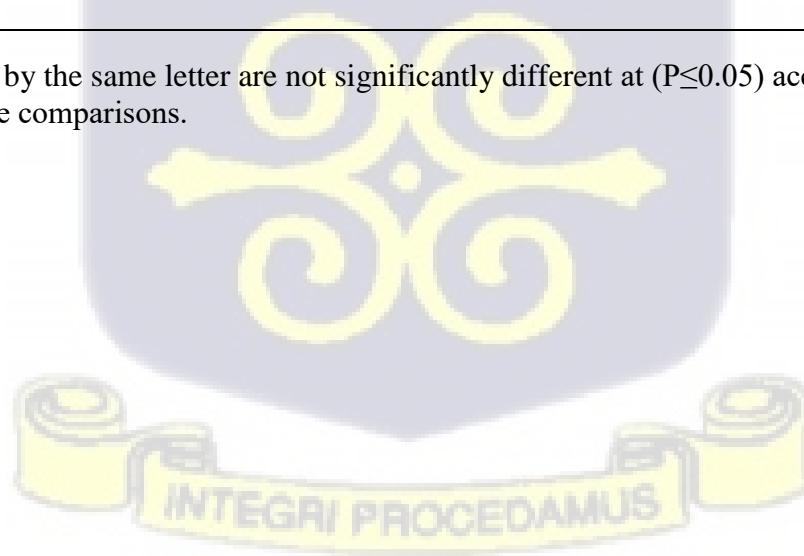 by the same letter are not significantly different at (P≤0.05) acc
e comparisons.
INTEGRI PROCEDAMUS